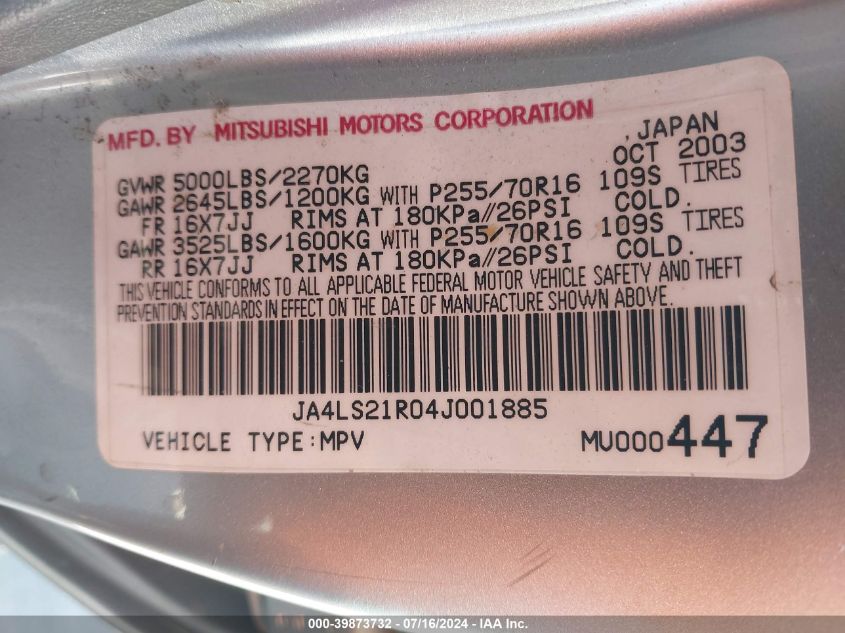 MFD. BY MITSUBISHI MOTORS CORPORATION
, JAPAN
OCT 2003
GVWR 5000LBS/2270KG
GAWR 2645LBS/1200KG WITH P255/70R16 109S TIRES
FR 16X7JJ RIMS AT 180KPa//26PSI COLD.
GAWR 3525LBS/1600KG WITH P255/70R16 109S TIRES
RR 16X7JJ RIMS AT 180KPa//26PSI COLD.
THIS VEHICLE CONFORMS TO ALL APPLICABLE FEDERAL MOTOR VEHICLE SAFETY AND THEFT
PREVENTION STANDARDS IN EFFECT ON THE DATE OF MANUFACTURE SHOWN ABOVE.
JA4LS21R04J001885
VEHICLE TYPE:MPV MU000447
000-39873732 - 07/16/2024 - IAA Inc.